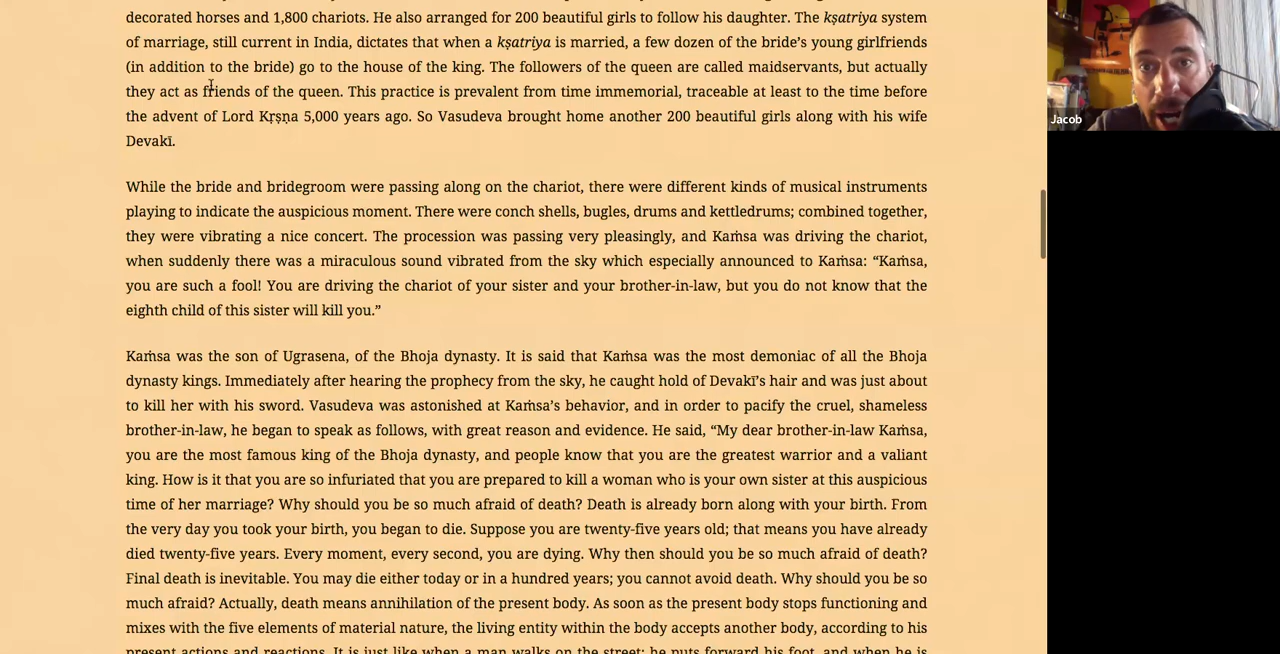 decorated horses and 1,800 chariots. He also arranged for 200 beautiful girls to follow his daughter. The kṣatriya system
of marriage, still current in India, dictates that when a kṣatriya is married, a few dozen of the bride’s young girlfriends
(in addition to the bride) go to the house of the king. The followers of the queen are called maidservants, but actually
they act as friends of the queen. This practice is prevalent from time immemorial, traceable at least to the time before
the advent of Lord Kṛṣṇa 5,000 years ago. So Vasudeva brought home another 200 beautiful girls along with his wife
Devakī.
While the bride and bridegroom were passing along on the chariot, there were different kinds of musical instruments
playing to indicate the auspicious moment. There were conch shells, bugles, drums and kettledrums; combined together,
they were vibrating a nice concert. The procession was passing very pleasingly, and Kaṁsa was driving the chariot,
when suddenly there was a miraculous sound vibrated from the sky which especially announced to Kaṁsa: “Kaṁsa,
you are such a fool! You are driving the chariot of your sister and your brother-in-law, but you do not know that the
eighth child of this sister will kill you.”
Kaṁsa was the son of Ugrasena, of the Bhoja dynasty. It is said that Kaṁsa was the most demoniac of all the Bhoja
dynasty kings. Immediately after hearing the prophecy from the sky, he caught hold of Devakī’s hair and was just about
to kill her with his sword. Vasudeva was astonished at Kaṁsa’s behavior, and in order to pacify the cruel, shameless
brother-in-law, he began to speak as follows, with great reason and evidence. He said, “My dear brother-in-law Kaṁsa,
you are the most famous king of the Bhoja dynasty, and people know that you are the greatest warrior and a valiant
king. How is it that you are so infuriated that you are prepared to kill a woman who is your own sister at this auspicious
time of her marriage? Why should you be so much afraid of death? Death is already born along with your birth. From
the very day you took your birth, you began to die. Suppose you are twenty-five years old; that means you have already
died twenty-five years. Every moment, every second, you are dying. Why then should you be so much afraid of death?
Final death is inevitable. You may die either today or in a hundred years; you cannot avoid death. Why should you be so
much afraid? Actually, death means annihilation of the present body. As soon as the present body stops functioning and
mixes with the five elements of material nature, the living entity within the body accepts another body, according to his
present actions and reactions. It is just like when a man walks on the street: he puts forward his foot, and when he is
Jacob